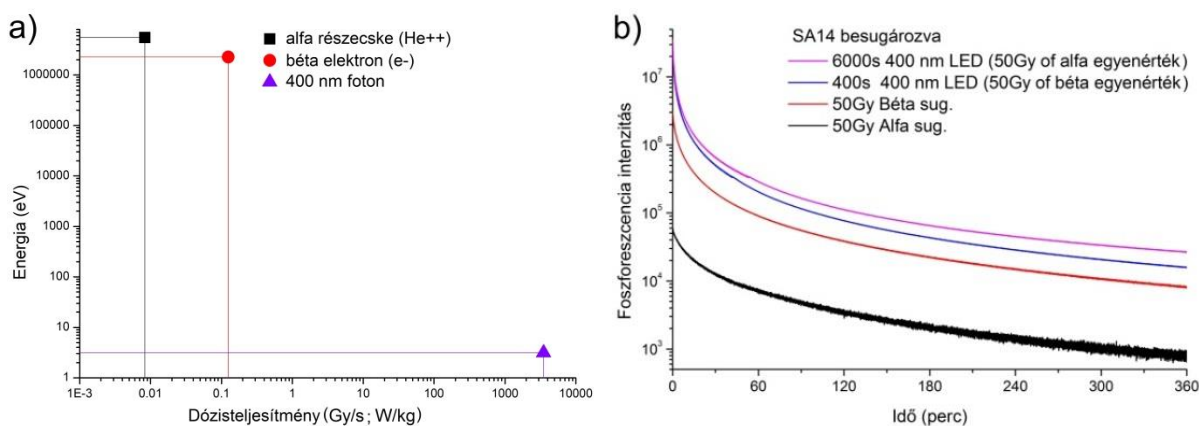 a)
alfa részecske (He++)
béta elektron (e-)
400 nm foton
Energia (eV)
1000000
100000
10000
1000
100
10
1
1E-3
0.01
0.1
1
10
100
1000
10000
Dózisteljesítmény (Gy/s ; W/kg)
b)
SA14 besugározva
6000s 400 nm LED (50Gy of alfa egyenérték)
400s 400 nm LED (50Gy of béta egyenérték)
50Gy Béta sug.
50Gy Alfa sug.
Foszforeszcencia intenzitás
10⁷
10⁶
10⁵
10⁴
10³
0
60
120
180
240
300
360
Idő (perc)